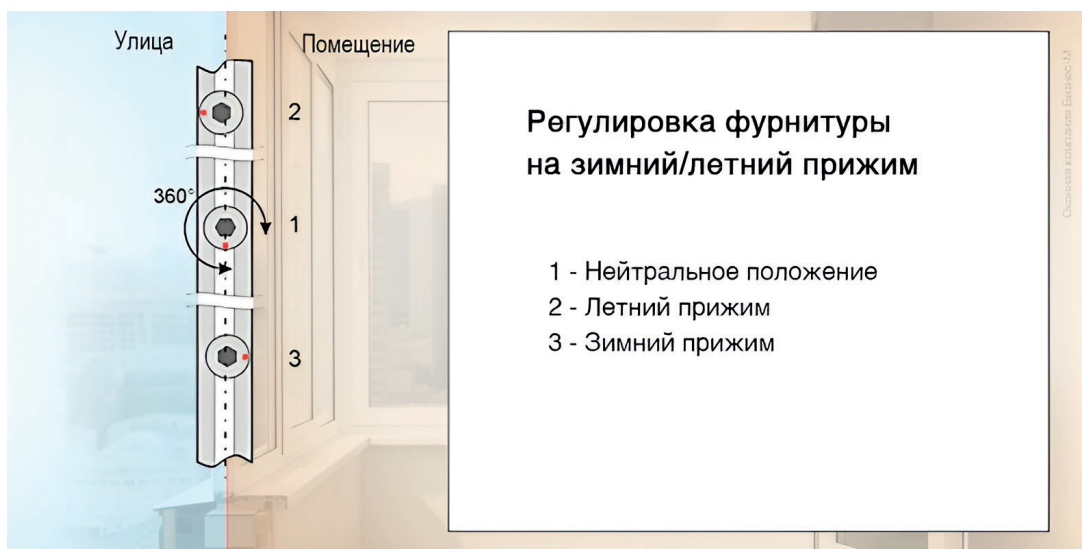 Улица
Помещение
2
360°
1
3
Регулировка фурнитуры
на зимний/летний прижим
1 - Нейтральное положение
2 - Летний прижим
3 - Зимний прижим